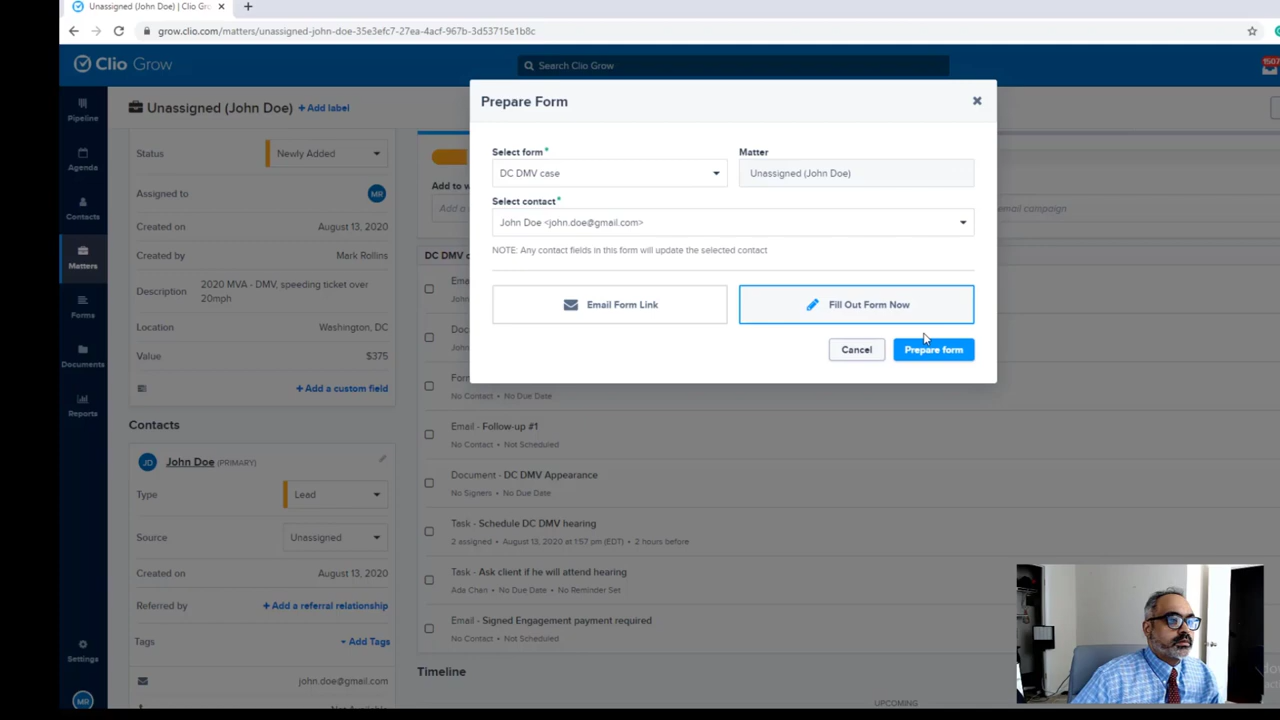 Unassigned (John Doe) | Clio Gro
grow.clio.com/matters/unassigned-john-doe-35e3efc7-27ea-4acf-967b-3d53715e1b8c
Clio Grow
Search Clio Grow
1507
Unassigned (John Doe) + Add label
Prepare Form
Pipeline
Agenda
Contacts
Matters
Forms
Documents
Reports
Settings
MR
Status
Newly Added
Assigned to
MR
Created on
August 13, 2020
Created by
Mark Rollins
Description
2020 MVA - DMV, speeding ticket over
20mph
Location
Washington, DC
Value
$375
+ Add a custom field
Contacts
JD
John Doe (PRIMARY)
Type
Lead
Source
Unassigned
Created on
August 13, 2020
Referred by
+ Add a referral relationship
Tags
+ Add Tags
john.doe@gmail.com
Select form*
DC DMV case
Matter
Unassigned (John Doe)
Select contact*
John Doe <john.doe@gmail.com>
NOTE: Any contact fields in this form will update the selected contact
Email Form Link
Fill Out Form Now
Cancel
Prepare form
Add to w
Add a
email campaign
DC DMV c
Ema
John
Doc
John
Form
No Contact • No Due Date
Email - Follow-up #1
No Contact • Not Scheduled
Document - DC DMV Appearance
No Signers • No Due Date
Task - Schedule DC DMV hearing
2 assigned • August 13, 2020 at 1:57 pm (EDT) • 2 hours before
Task - Ask client if he will attend hearing
Ada Chan • No Due Date • No Reminder Set
Email - Signed Engagement payment required
No Contact • Not Scheduled
Timeline
UPCOMING